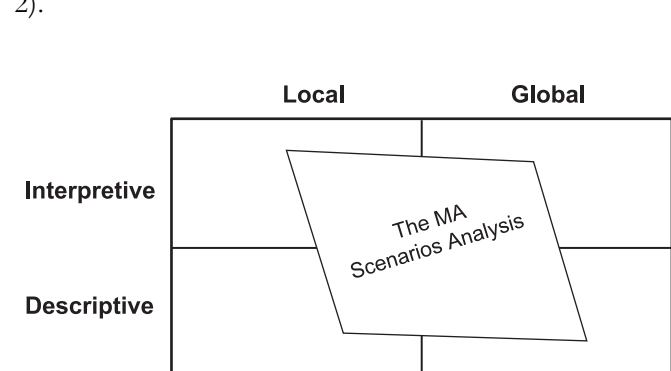 2).
Local Global
Interpretive
The MA
Scenarios Analysis
Descriptive